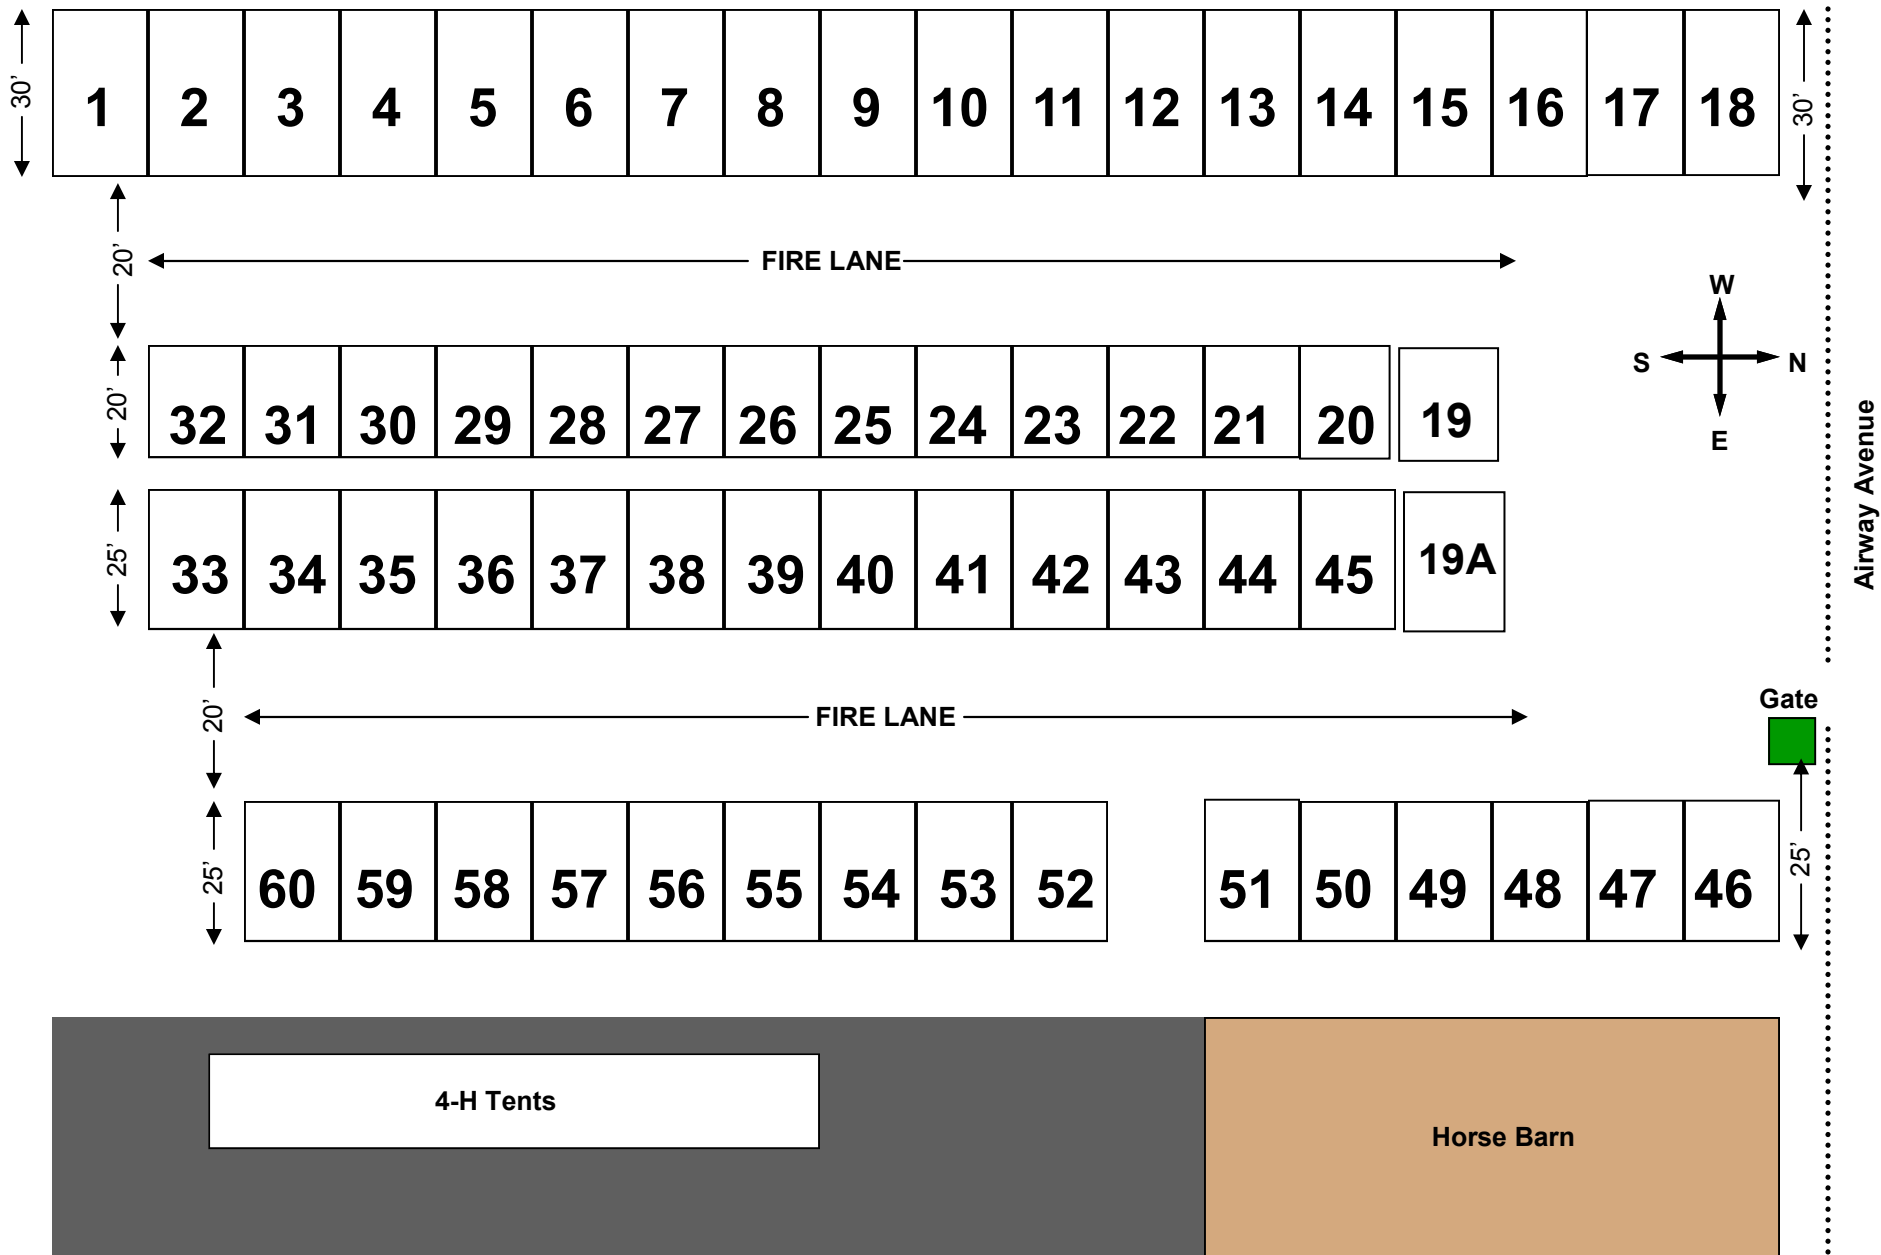 1 2 3 4 5 6 7 8 9 10 11 12 13 14 15 16 17 18
30’
30’
20’
FIRE LANE
W
S N
E
20’
32 31 30 29 28 27 26 25 24 23 22 21 20 19
25’
33 34 35 36 37 38 39 40 41 42 43 44 45 19A
Airway Avenue
20’
FIRE LANE
Gate
25’
60 59 58 57 56 55 54 53 52 51 50 49 48 47 46
25’
4-H Tents
Horse Barn